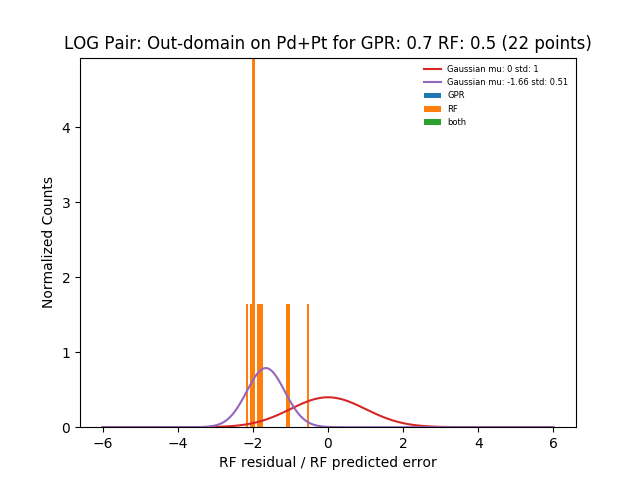 LOG Pair: Out-domain on Pd+Pt for GPR: 0.7 RF: 0.5 (22 points)
Gaussian mu: 0 std: 1
Gaussian mu: -1.66 std: 0.51
GPR
RF
both
Normalized Counts
4
3
2
1
0
−6 −4 −2 0 2 4 6
RF residual / RF predicted error